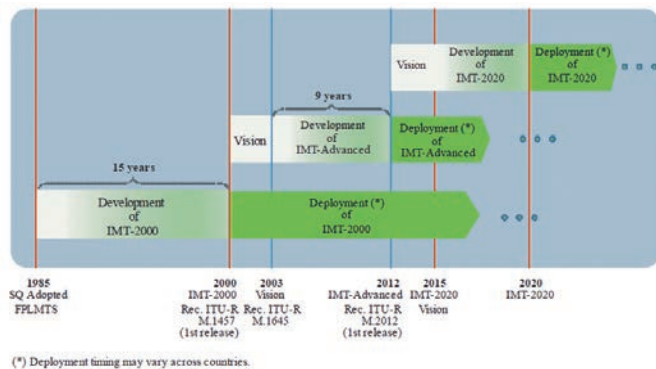 Vision
Development
of
IMT-2020
Deployment (*)
of
IMT-2020
9 years
Vision
Development
of
IMT-Advanced
Deployment (*)
of
IMT-Advanced
15 years
Development
of
IMT-2000
Deployment (*)
of
IMT-2000
1985
SQ Adopted
FPLMTS
2000
IMT-2000
Rec. ITU-R
M.1457
(1st release)
2003
Vision
Rec. ITU-R
M.1645
2012
IMT-Advanced
Rec. ITU-R
M.2012
(1st release)
2015
IMT-2020
Vision
2020
IMT-2020
(*) Deployment timing may vary across countries.